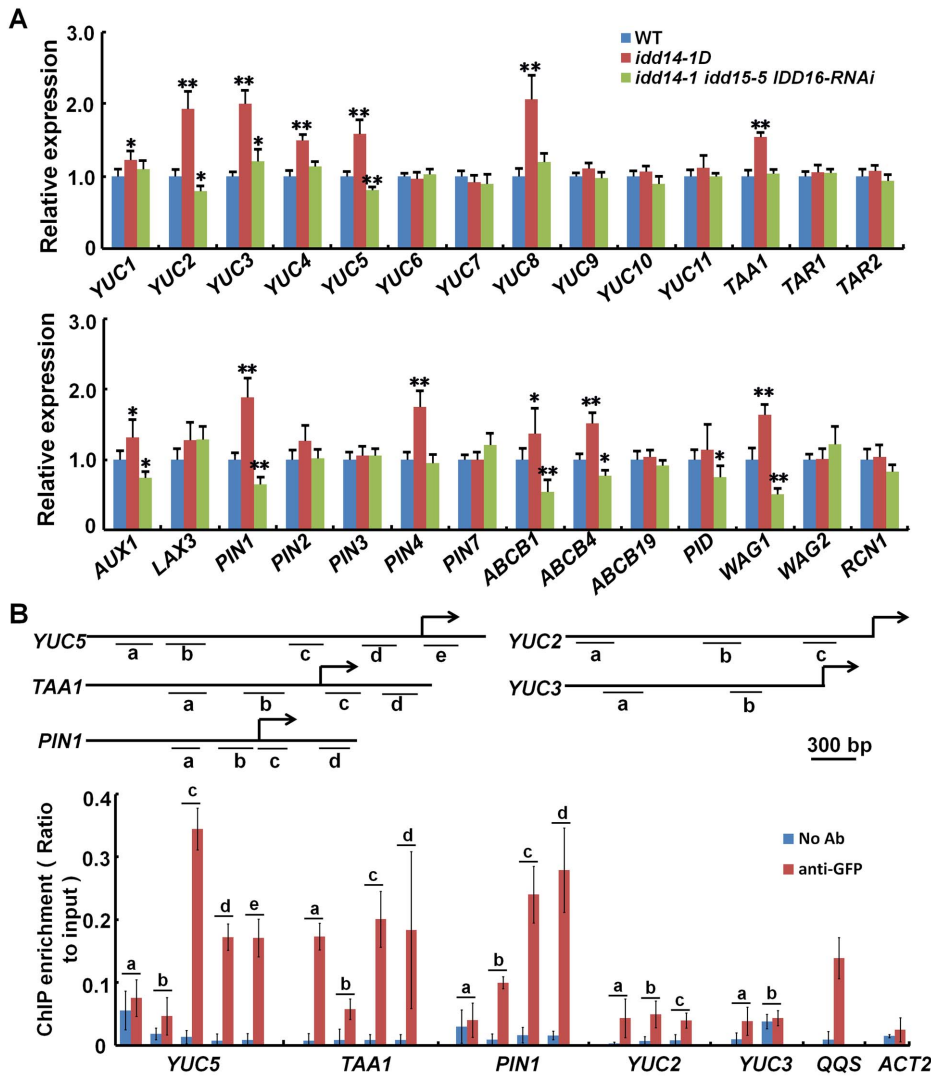 A
WT
idd14-1D
idd14-1 idd15-5 IDD16-RNAi
Relative expression
3.0
2.0
1.0
0
* ** * ** * ** ** ** ** **
YUC1 YUC2 YUC3 YUC4 YUC5 YUC6 YUC7 YUC8 YUC9 YUC10 YUC11 TAA1 TAR1 TAR2
Relative expression
3.0
2.0
1.0
0
* * ** ** ** * ** ** * * ** **
AUX1 LAX3 PIN1 PIN2 PIN3 PIN4 PIN7 ABCB1 ABCB4 ABCB19 PID WAG1 WAG2 RCN1
B
YUC5
a b c d e
YUC2
a b c
TAA1
a b c d
YUC3
a b
PIN1
a b c d
300 bp
ChIP enrichment ( Ratio
to input )
0.4
0.3
0.2
0.1
0
No Ab
anti-GFP
a b c d e a b c d a b c d a b c a b
YUC5 TAA1 PIN1 YUC2 YUC3 QQS ACT2